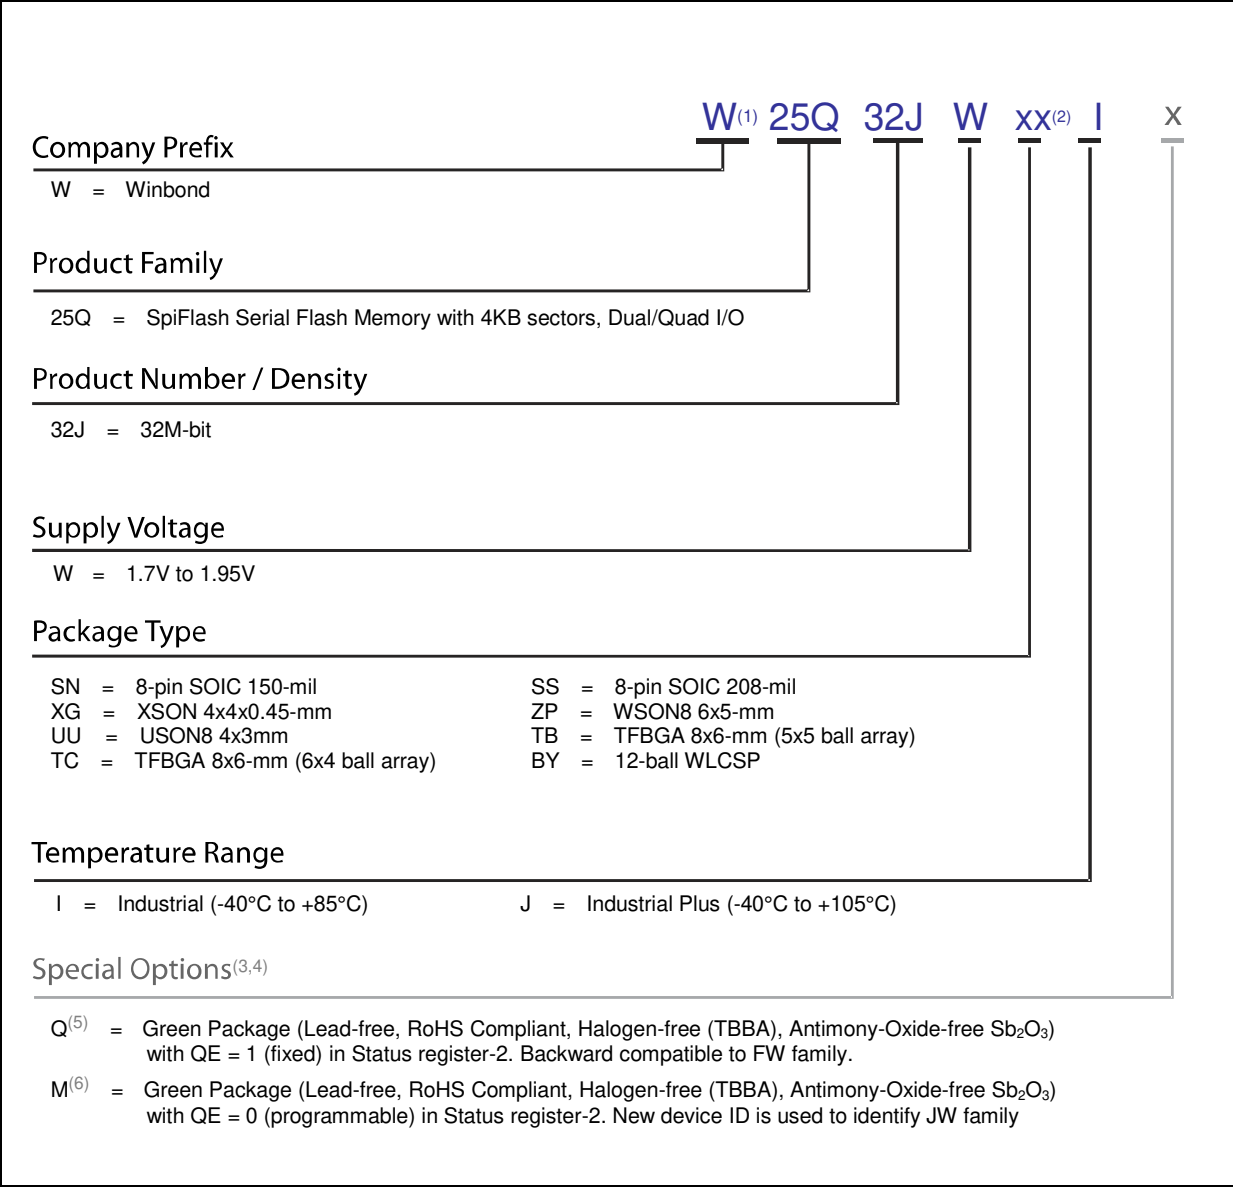 W(1) 25Q 32J W xx(2) I x
Company Prefix
W = Winbond
Product Family
25Q = SpiFlash Serial Flash Memory with 4KB sectors, Dual/Quad I/O
Product Number / Density
32J = 32M-bit
Supply Voltage
W = 1.7V to 1.95V
Package Type
SN = 8-pin SOIC 150-mil SS = 8-pin SOIC 208-mil
XG = XSON 4x4x0.45-mm ZP = WSON8 6x5-mm
UU = USON8 4x3mm TB = TFBGA 8x6-mm (5x5 ball array)
TC = TFBGA 8x6-mm (6x4 ball array) BY = 12-ball WLCSP
Temperature Range
I = Industrial (-40°C to +85°C) J = Industrial Plus (-40°C to +105°C)
Special Options(3,4)
Q(5) = Green Package (Lead-free, RoHS Compliant, Halogen-free (TBBA), Antimony-Oxide-free Sb2O3)
with QE = 1 (fixed) in Status register-2. Backward compatible to FW family.
M(6) = Green Package (Lead-free, RoHS Compliant, Halogen-free (TBBA), Antimony-Oxide-free Sb2O3)
with QE = 0 (programmable) in Status register-2. New device ID is used to identify JW family